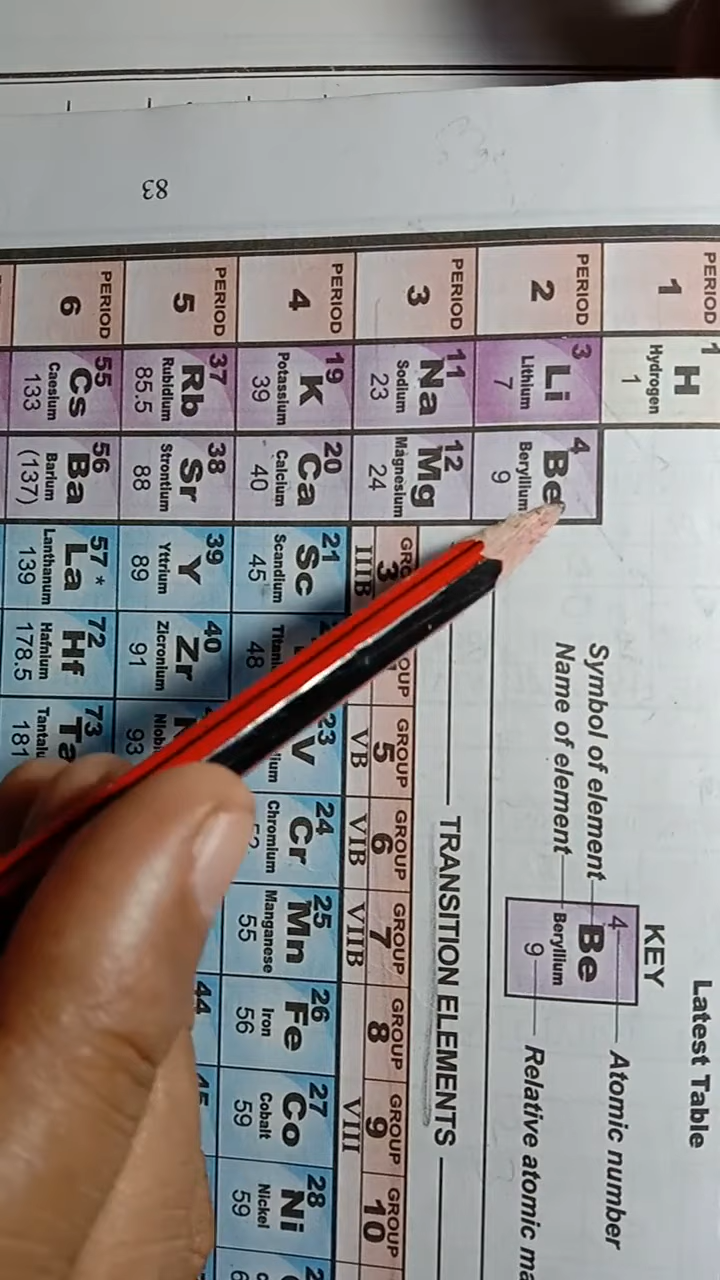 83
Latest Table
KEY
4
Be
Beryllium
9
Symbol of element
Name of element
Atomic number
Relative atomic
PERIOD
1
1
H
Hydrogen
1
PERIOD
2
3
Li
Lithium
7
4
Be
Beryllium
9
PERIOD
3
11
Na
Sodium
23
12
Mg
Magnesium
24
TRANSITION ELEMENTS
3
IIIB
GROUP
5
VB
GROUP
6
VIB
GROUP
7
VIIB
GROUP
8
GROUP
9
VIII
GROUP
10
PERIOD
4
19
K
Potassium
39
20
Ca
Calcium
40
21
Sc
Scandium
45
48
23
V
24
Cr
Chromium
25
Mn
Manganese
55
26
Fe
Iron
56
27
Co
Cobalt
59
28
Ni
Nickel
59
PERIOD
5
37
Rb
Rubidium
85.5
38
Sr
Strontium
88
39
Y
Yttrium
89
40
Zr
Zicronium
91
93
44
PERIOD
6
55
Cs
Caesium
133
56
Ba
Barium
(137)
57 *
La
Lanthanum
139
72
Hf
Hafnium
178.5
73
Ta
181